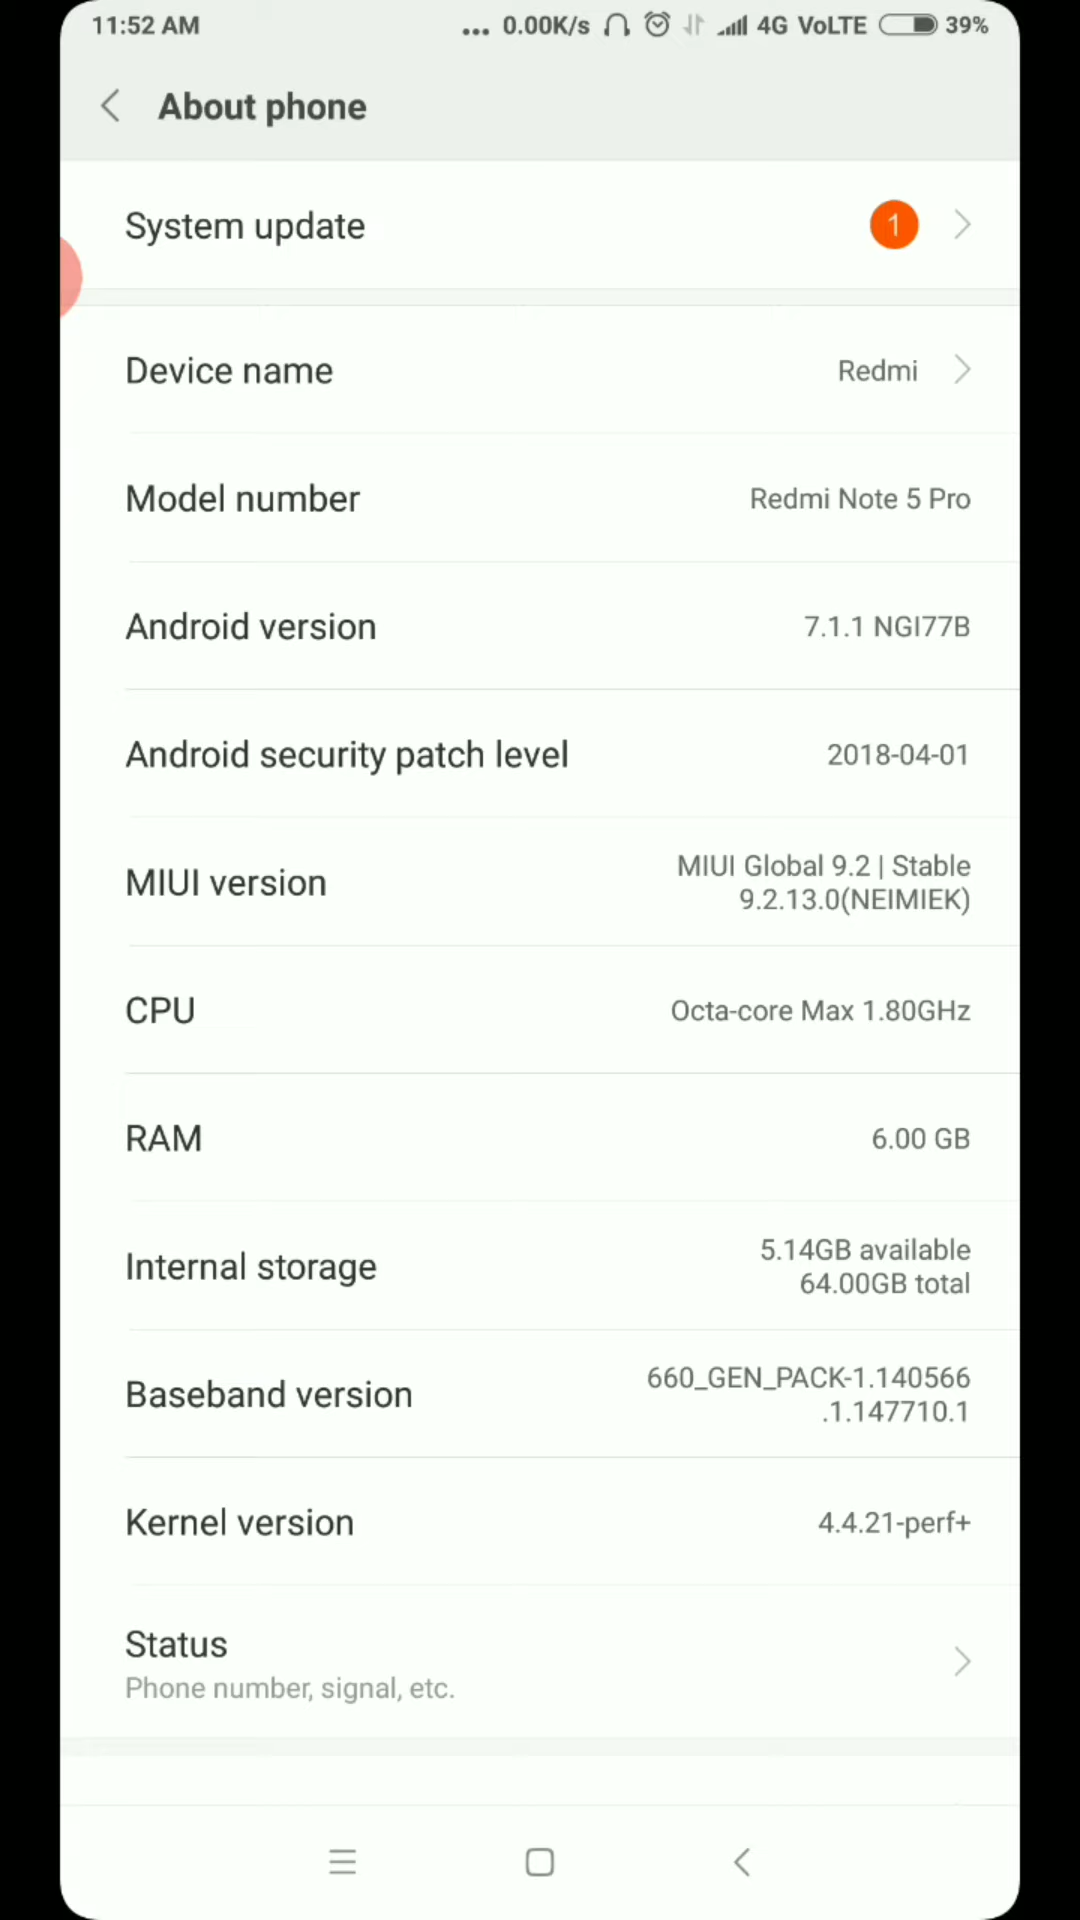 11:52 AM ... 0.00K/s 4G VoLTE 39%
About phone
System update 1
Device name Redmi
Model number Redmi Note 5 Pro
Android version 7.1.1 NGI77B
Android security patch level 2018-04-01
MIUI version MIUI Global 9.2 | Stable
9.2.13.0(NEIMIEK)
CPU Octa-core Max 1.80GHz
RAM 6.00 GB
Internal storage 5.14GB available
64.00GB total
Baseband version 660_GEN_PACK-1.140566
.1.147710.1
Kernel version 4.4.21-perf+
Status
Phone number, signal, etc.